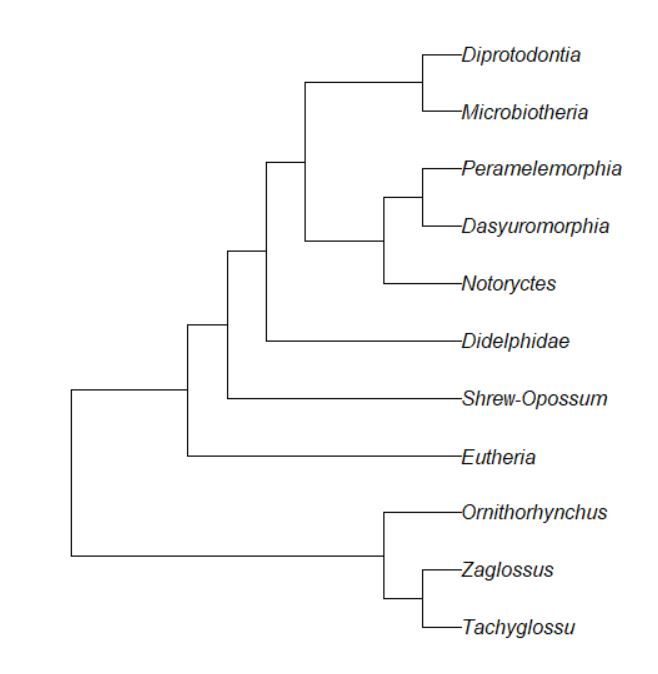 Diprotodontia
Microbiotheria
Peramelemorphia
Dasyuromorphia
Notoryctes
Didelphidae
Shrew-Opossum
Eutheria
Ornithorhynchus
Zaglossus
Tachyglossu